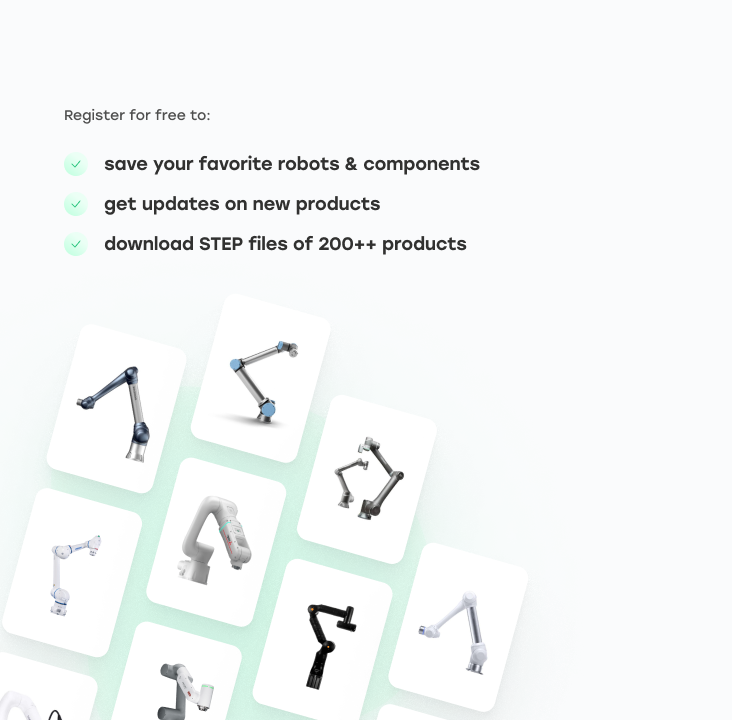 Register for free to:
save your favorite robots & components
get updates on new products
download STEP files of 200++ products